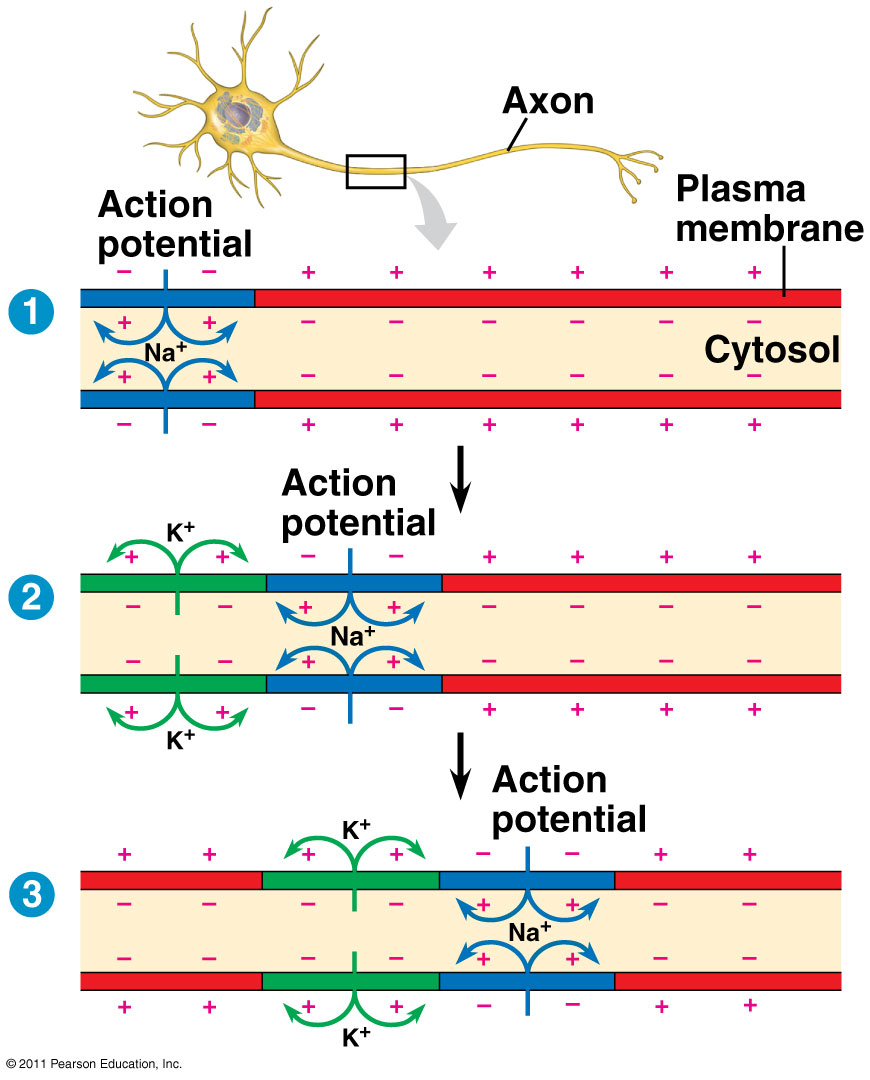 Axon
Plasma
membrane
Action
potential
− − + + + + + +
1
+ + − − − − − −
Na⁺
Cytosol
+ + − − − − − −
− − + + + + + +
Action
potential
K⁺
+ + − − + + + +
2
− − + + − − − −
Na⁺
− − + + − − − −
+ + − − + + + +
K⁺
Action
potential
K⁺
+ + + + − − + +
3
− − − − + + − −
Na⁺
− − − − + + − −
+ + + + − − + +
K⁺
© 2011 Pearson Education, Inc.